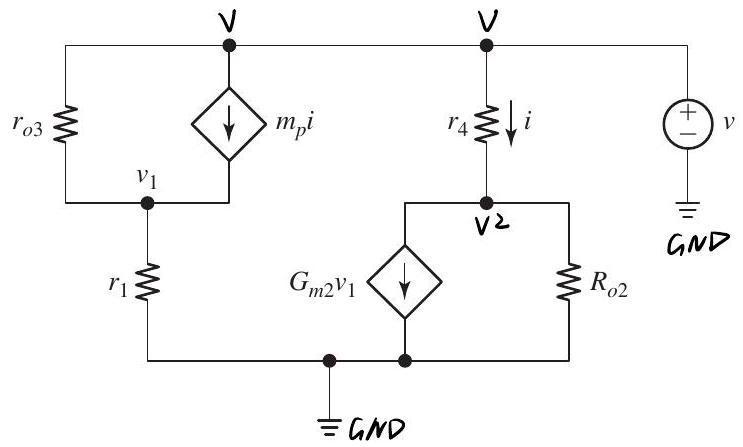 V V
r_{o3} m_p i r_4 i + − v
v_1
V2
GND
r_1 G_{m2}v_1 R_{o2}
GND